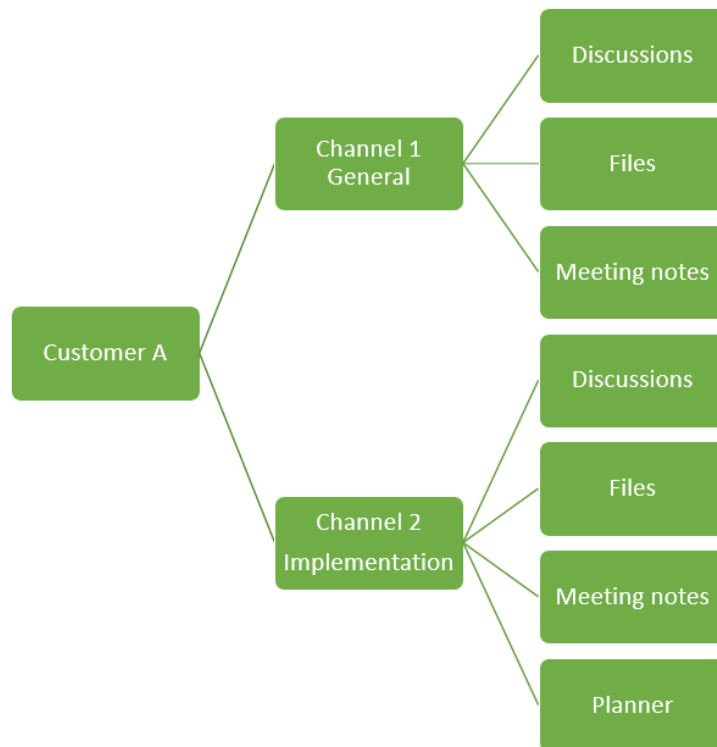 Customer A
Channel 1
General
Discussions
Files
Meeting notes
Channel 2
Implementation
Discussions
Files
Meeting notes
Planner